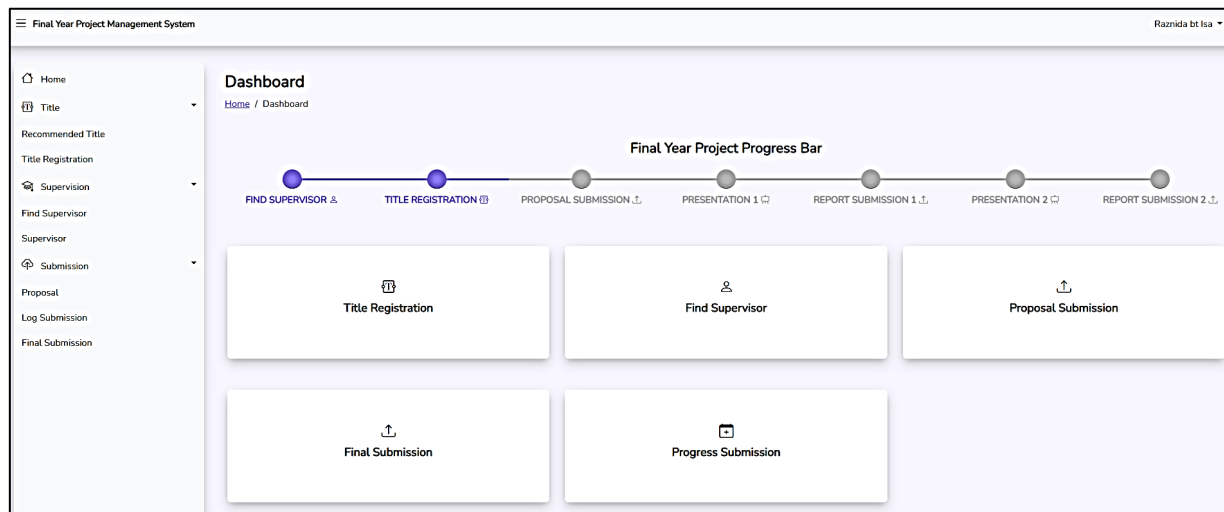 Final Year Project Management System
Raznida bt Isa
Home
Title
Recommended Title
Title Registration
Supervision
Find Supervisor
Supervisor
Submission
Proposal
Log Submission
Final Submission
Dashboard
Home / Dashboard
Final Year Project Progress Bar
FIND SUPERVISOR
TITLE REGISTRATION
PROPOSAL SUBMISSION
PRESENTATION 1
REPORT SUBMISSION 1
PRESENTATION 2
REPORT SUBMISSION 2
Title Registration
Find Supervisor
Proposal Submission
Final Submission
Progress Submission